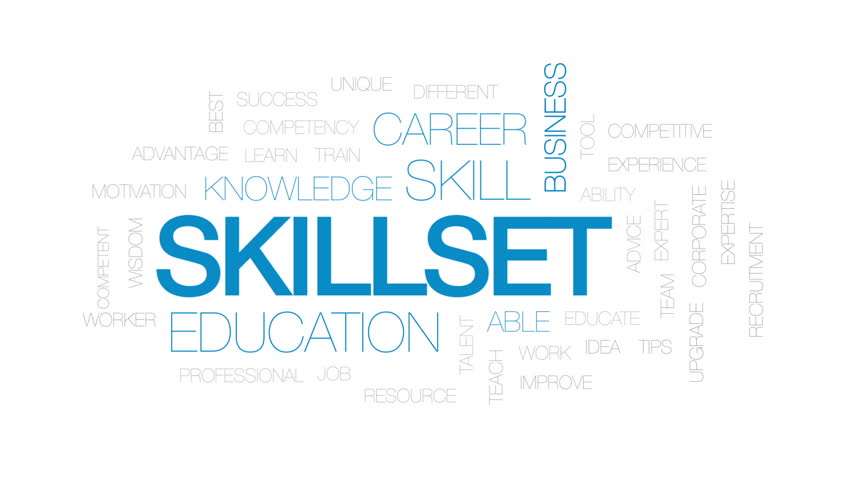 UNIQUE
DIFFERENT
BUSINESS
BEST
SUCCESS
COMPETENCY
CAREER
TOOL
COMPETITIVE
ADVANTAGE
LEARN
TRAIN
EXPERIENCE
MOTIVATION
KNOWLEDGE
SKILL
ABILITY
COMPETENT
WISDOM
SKILLSET
ADVICE
EXPERT
CORPORATE
EXPERTISE
RECRUITMENT
WORKER
EDUCATION
TALENT
ABLE
EDUCATE
TEAM
UPGRADE
PROFESSIONAL
JOB
TEACH
WORK
IDEA
TIPS
RESOURCE
IMPROVE